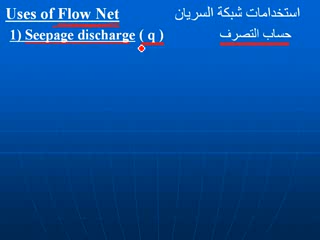 Uses of Flow Net استخدامات شبكة السريان
1) Seepage discharge ( q ) حساب التصرف